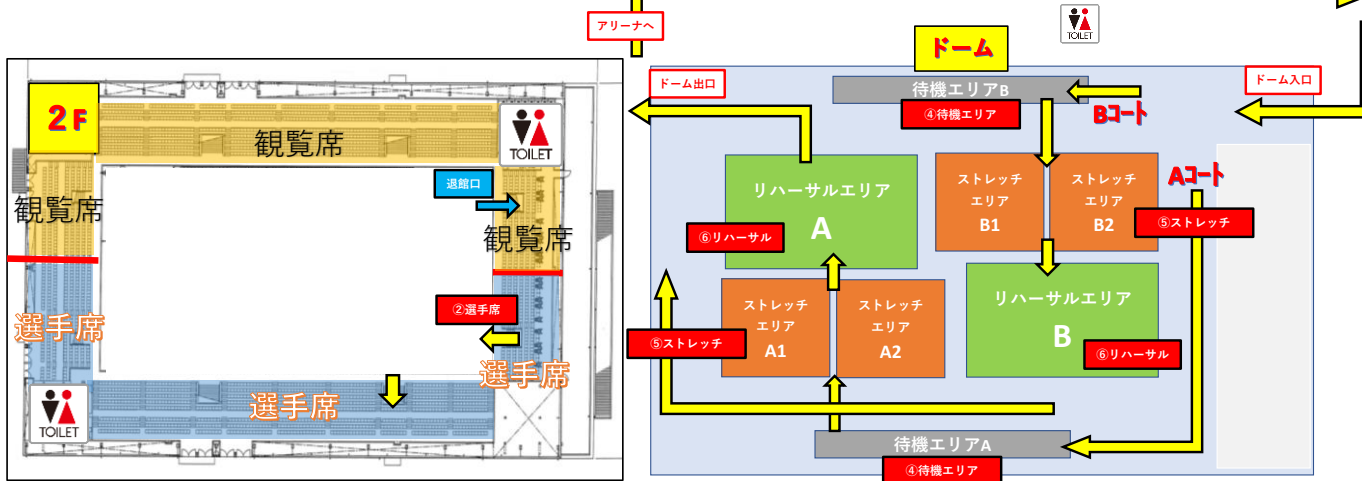 アリーナへ
TOILET
2F
観覧席
TOILET
観覧席
退館口
観覧席
②選手席
選手席
選手席
選手席
TOILET
ドーム
ドーム出口
ドーム入口
待機エリアB
④待機エリア
Bコート
Aコート
リハーサルエリア
A
⑥リハーサル
ストレッチ
エリア
B1
ストレッチ
エリア
B2
⑤ストレッチ
リハーサルエリア
B
⑥リハーサル
ストレッチ
エリア
A1
ストレッチ
エリア
A2
⑤ストレッチ
待機エリアA
④待機エリア